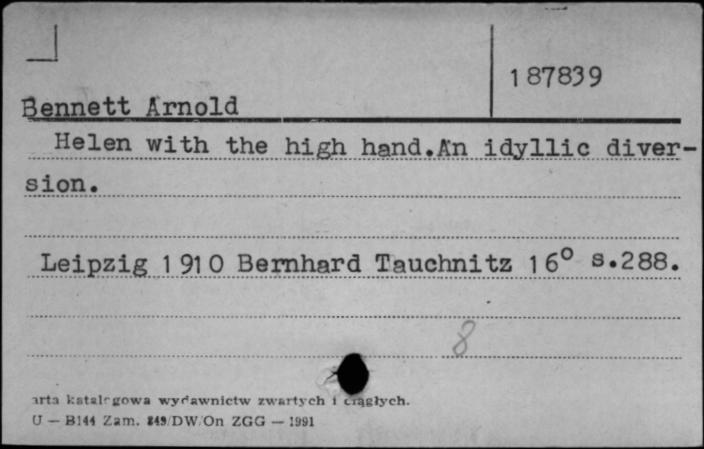 187839
Bennett Arnold
Helen with the high hand.An idyllic diver-
sion.
Leipzig 1910 Bernhard Tauchnitz 16° s.288.
8
arta katalogowa wydawnictw zwartych i ciągłych.
U — B144 Zam. 849/DW/On ZGG — 1991